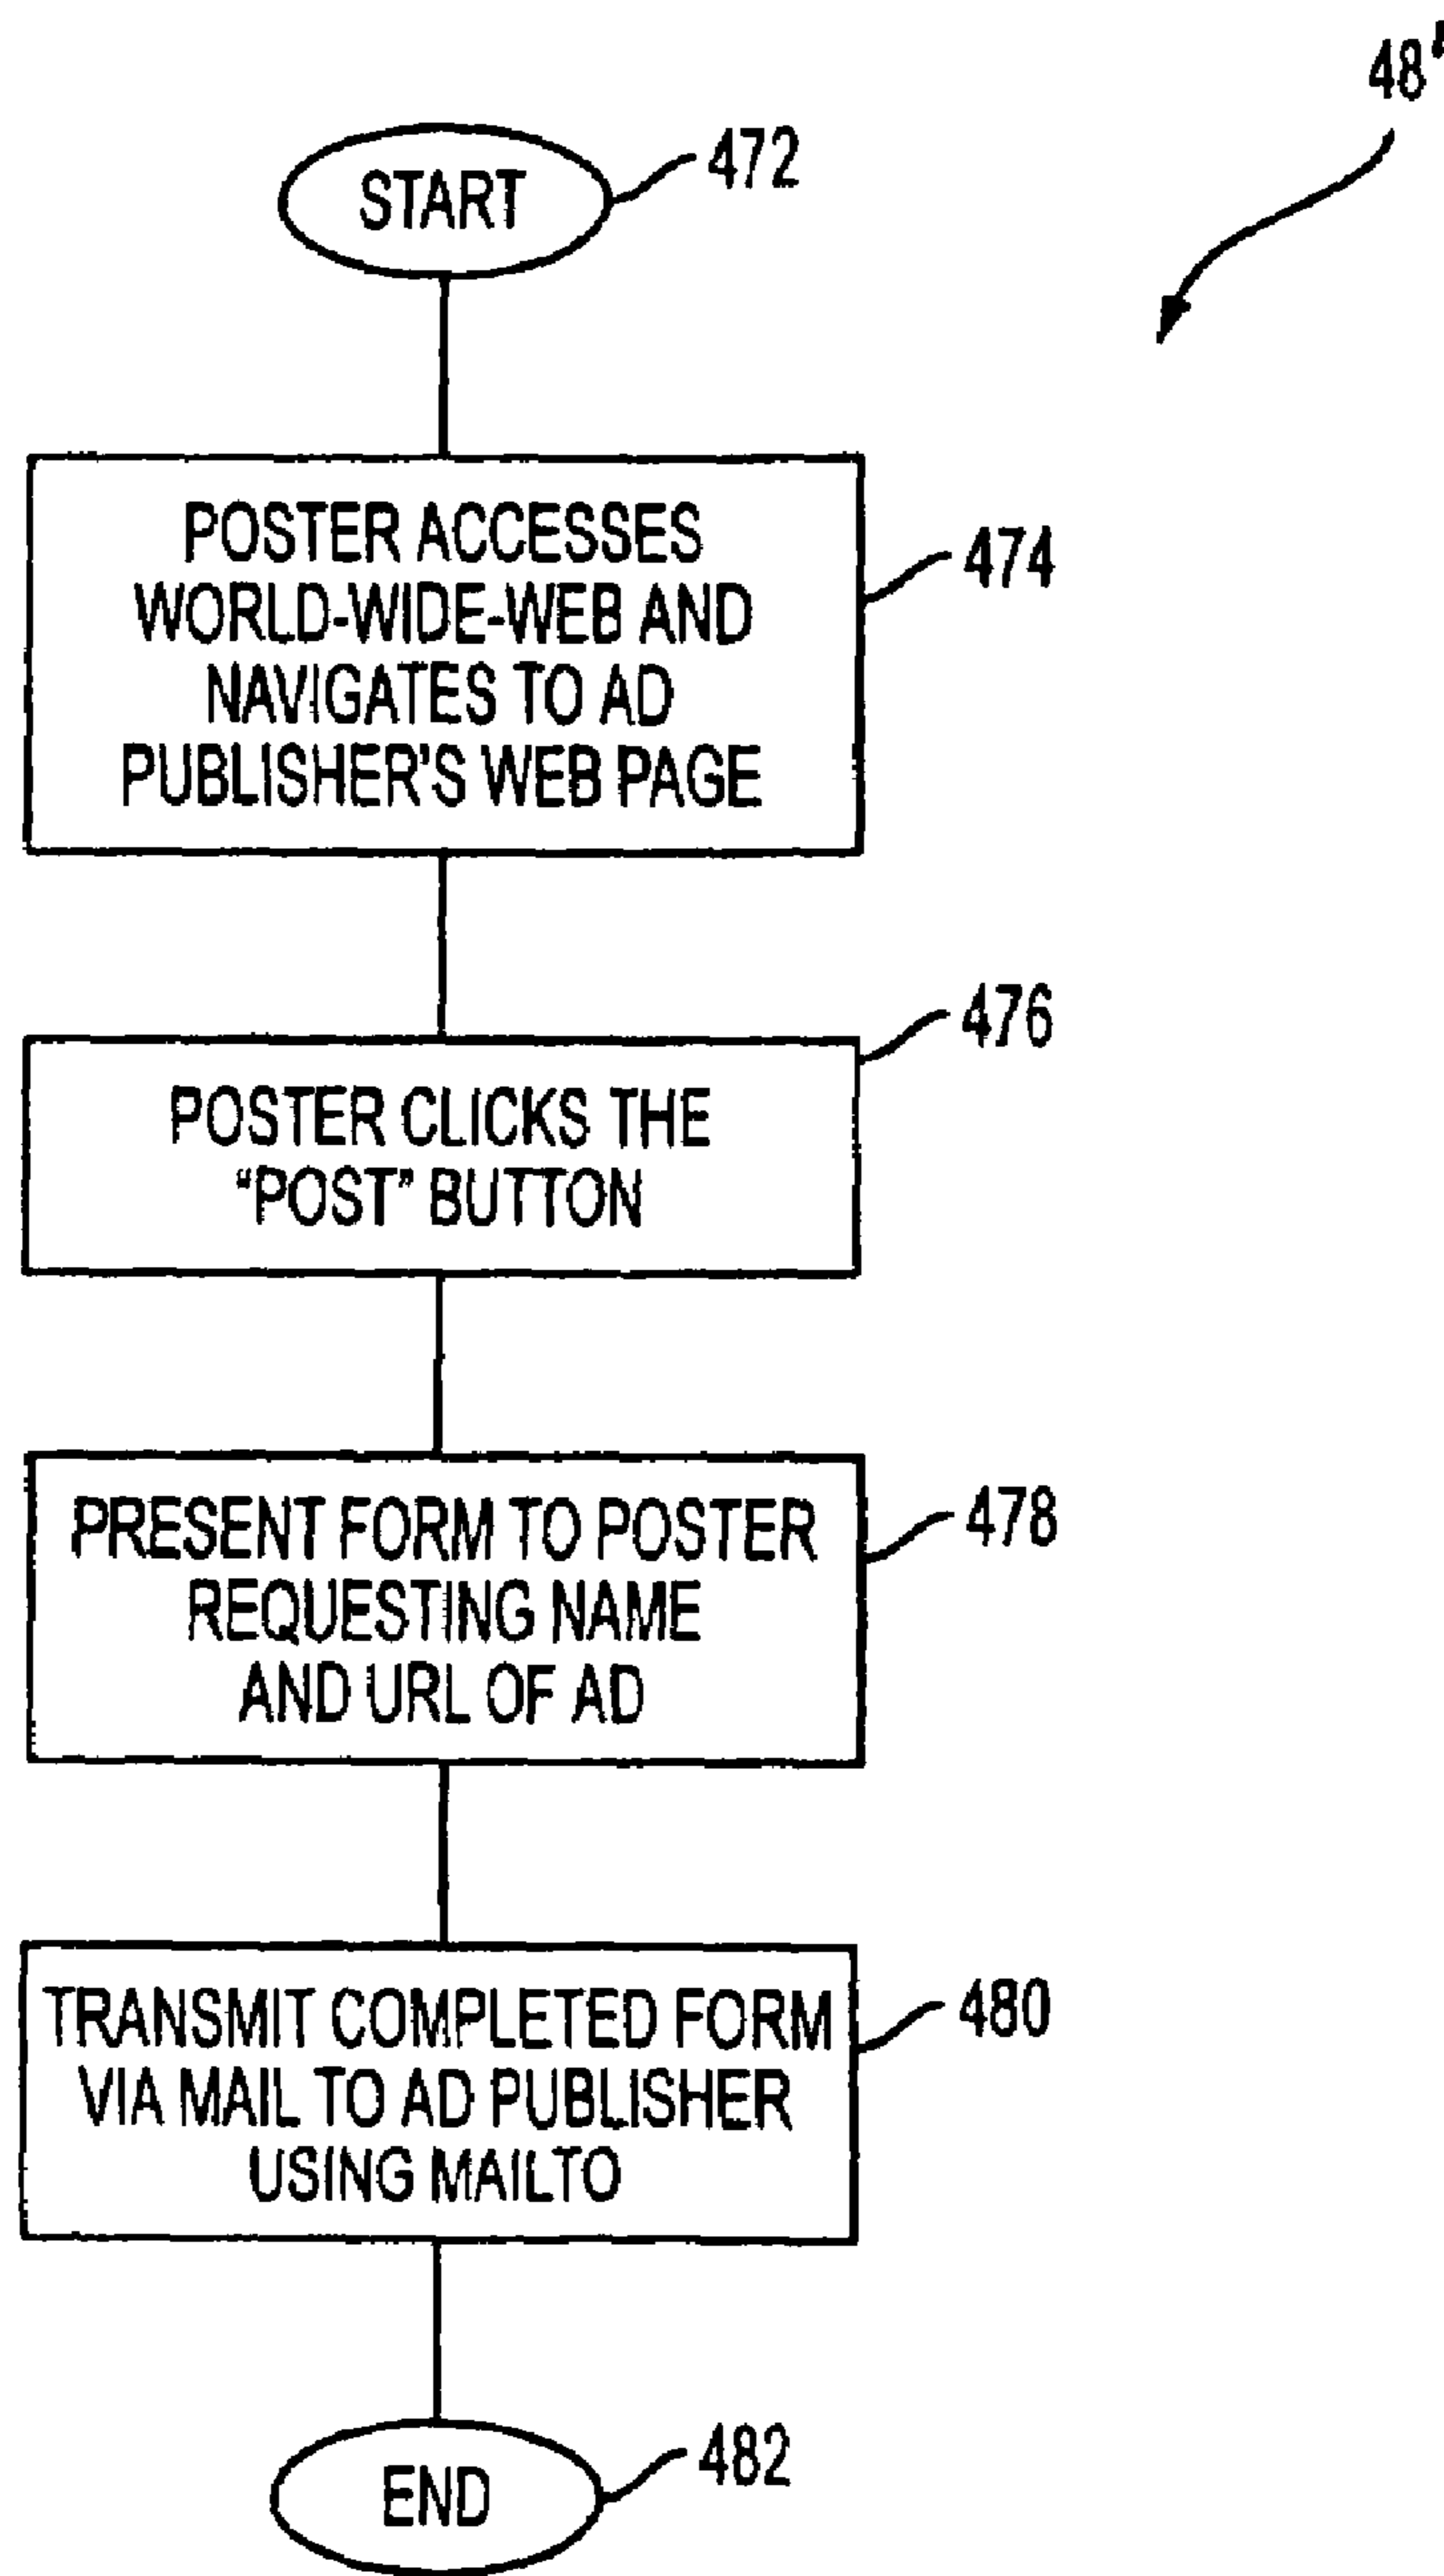 48'
START
472
POSTER ACCESSES
WORLD-WIDE-WEB AND
NAVIGATES TO AD
PUBLISHER'S WEB PAGE
474
POSTER CLICKS THE
“POST” BUTTON
476
PRESENT FORM TO POSTER
REQUESTING NAME
AND URL OF AD
478
TRANSMIT COMPLETED FORM
VIA MAIL TO AD PUBLISHER
USING MAILTO
480
END
482